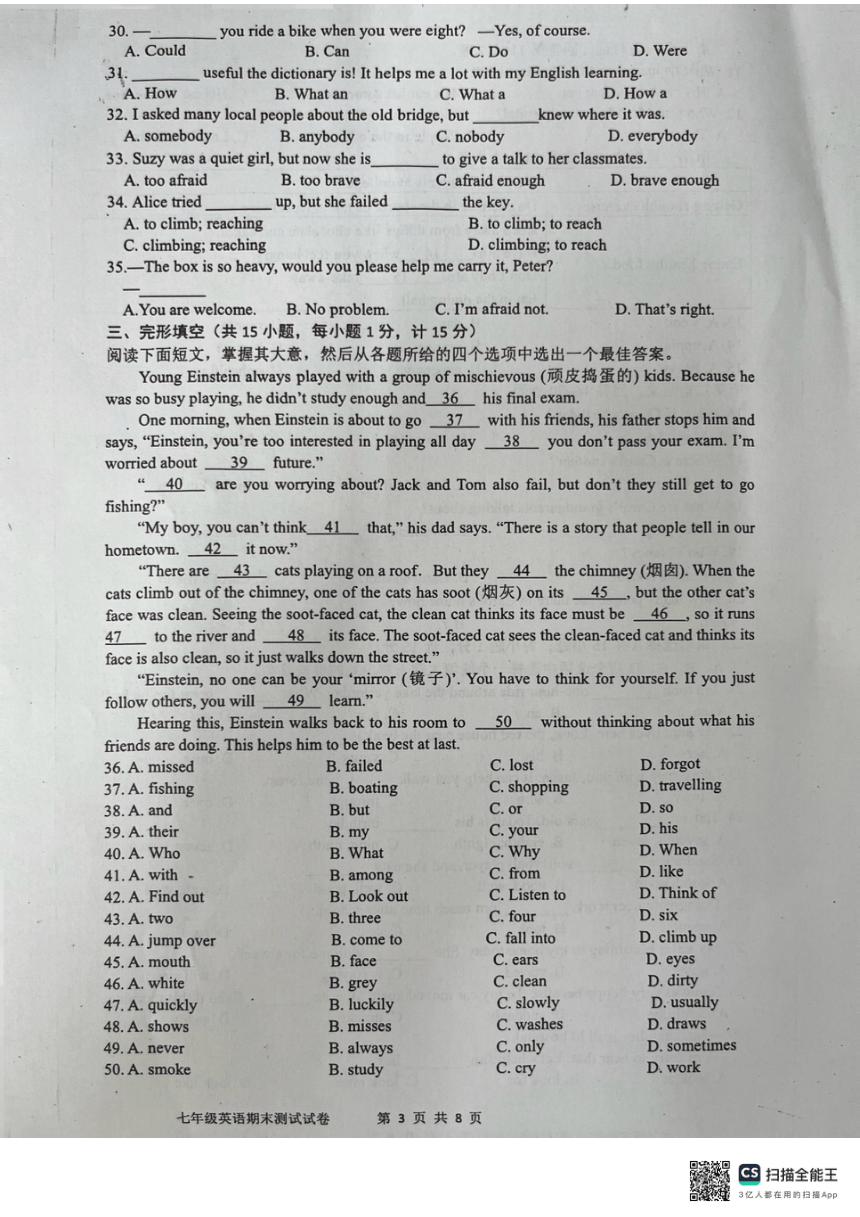 30. —________ you ride a bike when you were eight? —Yes, of course.
A. Could B. Can C. Do D. Were
31. ________ useful the dictionary is! It helps me a lot with my English learning.
A. How B. What an C. What a D. How a
32. I asked many local people about the old bridge, but ________knew where it was.
A. somebody B. anybody C. nobody D. everybody
33. Suzy was a quiet girl, but now she is________ to give a talk to her classmates.
A. too afraid B. too brave C. afraid enough D. brave enough
34. Alice tried ________ up, but she failed ________ the key.
A. to climb; reaching B. to climb; to reach
C. climbing; reaching D. climbing; to reach
35.—The box is so heavy, would you please help me carry it, Peter?
—________
A.You are welcome. B. No problem. C. I'm afraid not. D. That's right.
三、完形填空（共 15 小题，每小题 1 分，计 15 分）
阅读下面短文，掌握其大意，然后从各题所给的四个选项中选出一个最佳答案。
Young Einstein always played with a group of mischievous (顽皮捣蛋的) kids. Because he
was so busy playing, he didn't study enough and__36__ his final exam.
One morning, when Einstein is about to go __37__ with his friends, his father stops him and
says, "Einstein, you're too interested in playing all day __38__ you don't pass your exam. I'm
worried about __39__ future."
"__40__ are you worrying about? Jack and Tom also fail, but don't they still get to go
fishing?"
"My boy, you can't think__41__ that," his dad says. "There is a story that people tell in our
hometown. __42__ it now."
"There are __43__ cats playing on a roof. But they __44__ the chimney (烟囱). When the
cats climb out of the chimney, one of the cats has soot (烟灰) on its __45__, but the other cat's
face was clean. Seeing the soot-faced cat, the clean cat thinks its face must be __46__, so it runs
47__ to the river and __48__ its face. The soot-faced cat sees the clean-faced cat and thinks its
face is also clean, so it just walks down the street."
"Einstein, no one can be your 'mirror (镜子)'. You have to think for yourself. If you just
follow others, you will __49__ learn."
Hearing this, Einstein walks back to his room to __50__ without thinking about what his
friends are doing. This helps him to be the best at last.
36. A. missed B. failed C. lost D. forgot
37. A. fishing B. boating C. shopping D. travelling
38. A. and B. but C. or D. so
39. A. their B. my C. your D. his
40. A. Who B. What C. Why D. When
41. A. with B. among C. from D. like
42. A. Find out B. Look out C. Listen to D. Think of
43. A. two B. three C. four D. six
44. A. jump over B. come to C. fall into D. climb up
45. A. mouth B. face C. ears D. eyes
46. A. white B. grey C. clean D. dirty
47. A. quickly B. luckily C. slowly D. usually
48. A. shows B. misses C. washes D. draws
49. A. never B. always C. only D. sometimes
50. A. smoke B. study C. cry D. work
七年级英语期末测试试卷 第 3 页 共 8 页
CS 扫描全能王
3亿人都在用的扫描App